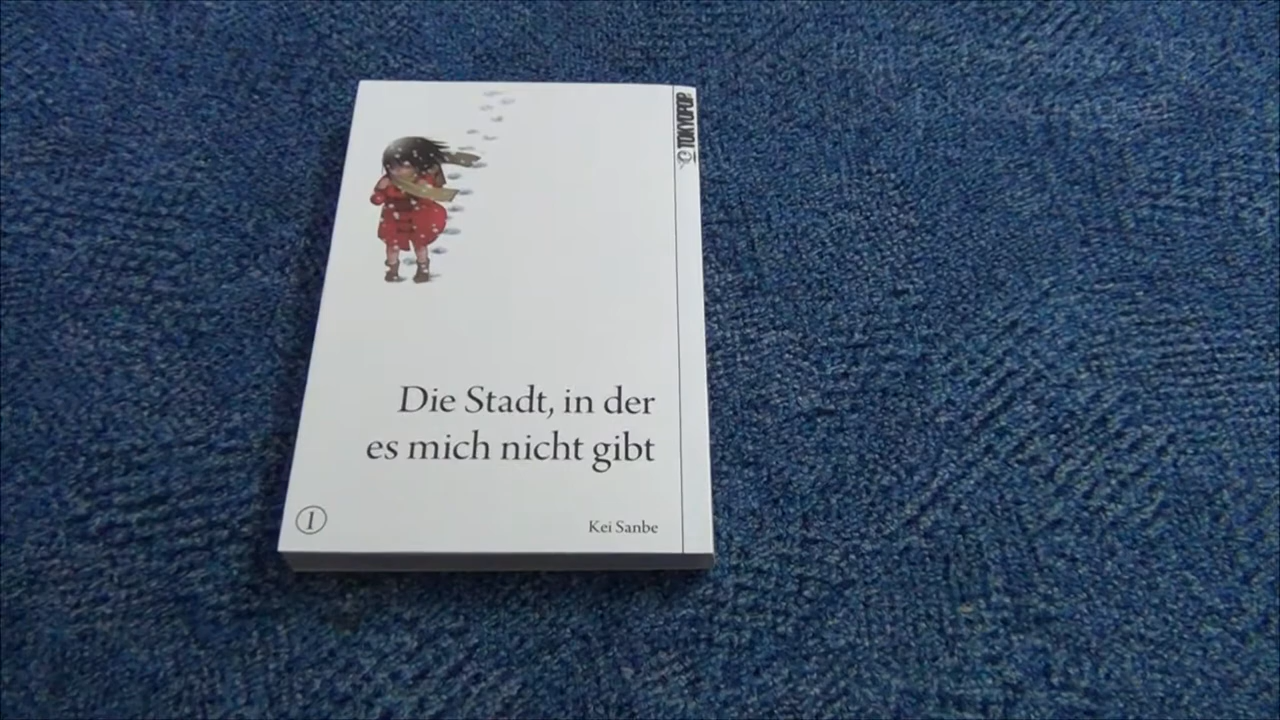 TOKYOPOP
Die Stadt, in der
es mich nicht gibt
1
Kei Sanbe